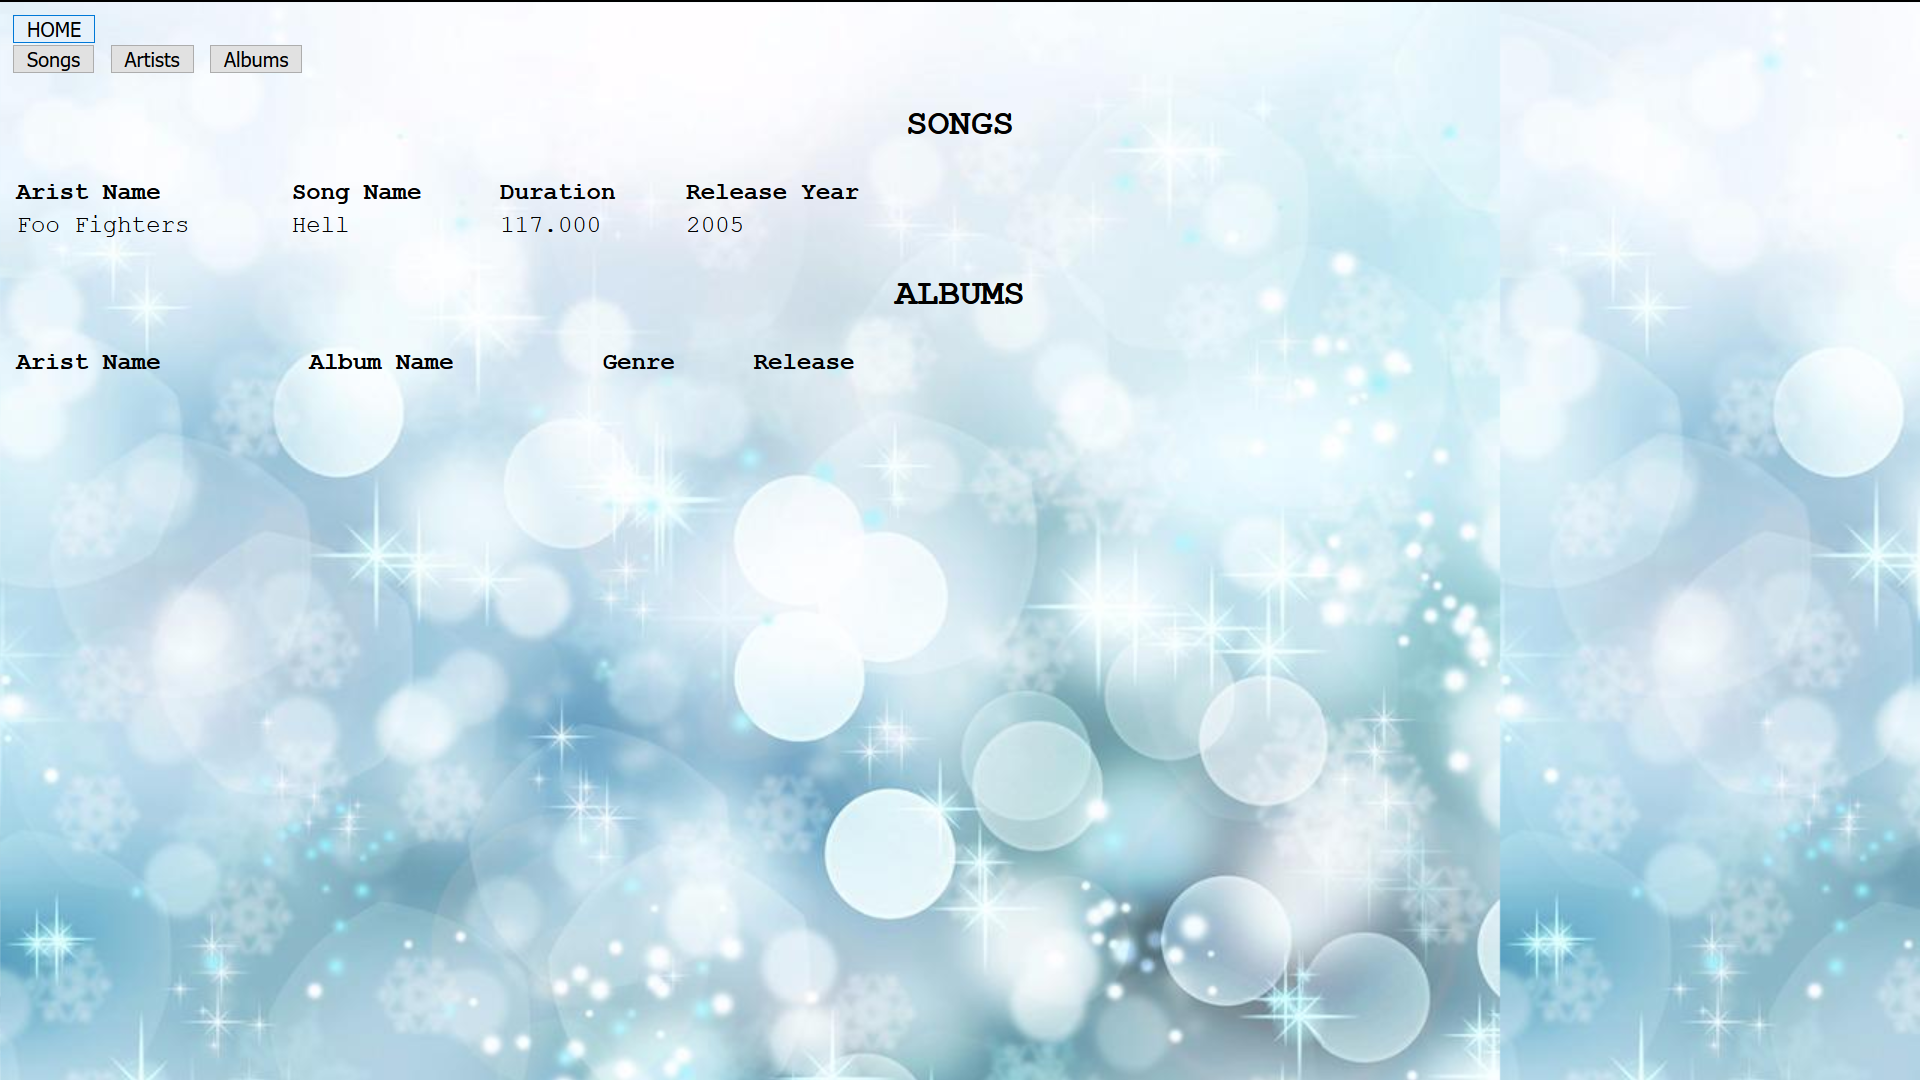 HOME
Songs Artists Albums
SONGS
Arist Name Song Name Duration Release Year
Foo Fighters Hell 117.000 2005
ALBUMS
Arist Name Album Name Genre Release